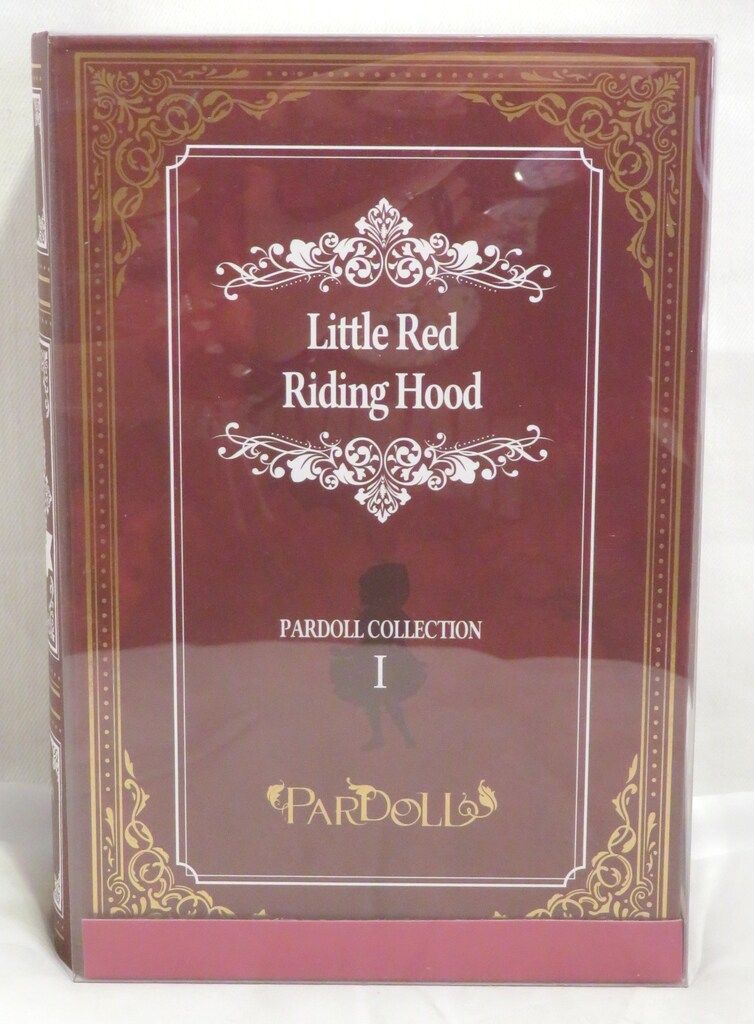 Little Red
Riding Hood
PARDOLL COLLECTION
I
PARDOLL